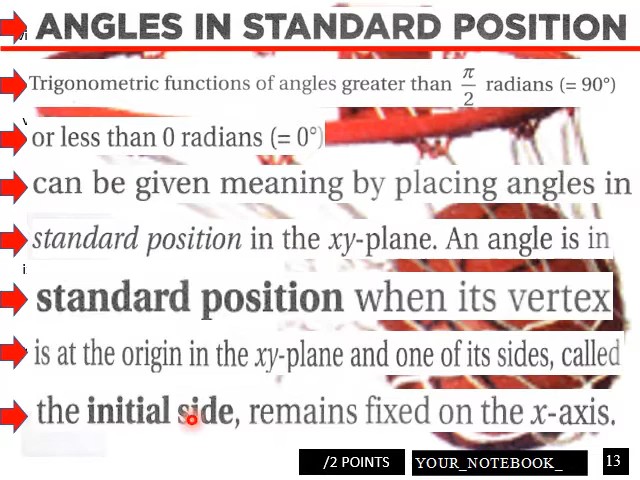 ANGLES IN STANDARD POSITION
Trigonometric functions of angles greater than π/2 radians (= 90°)
or less than 0 radians (= 0°)
can be given meaning by placing angles in
standard position in the xy-plane. An angle is in
standard position when its vertex
is at the origin in the xy-plane and one of its sides, called
the initial side, remains fixed on the x-axis.
/2 POINTS YOUR_NOTEBOOK_ 13